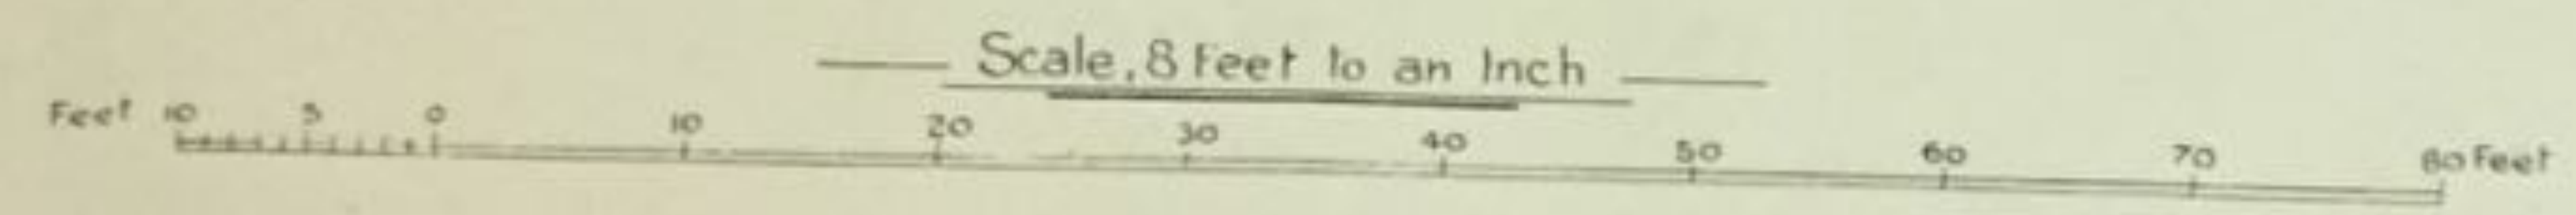 Scale, 8 Feet to an Inch
Feet 10 5 0 10 20 30 40 50 60 70 80 Feet